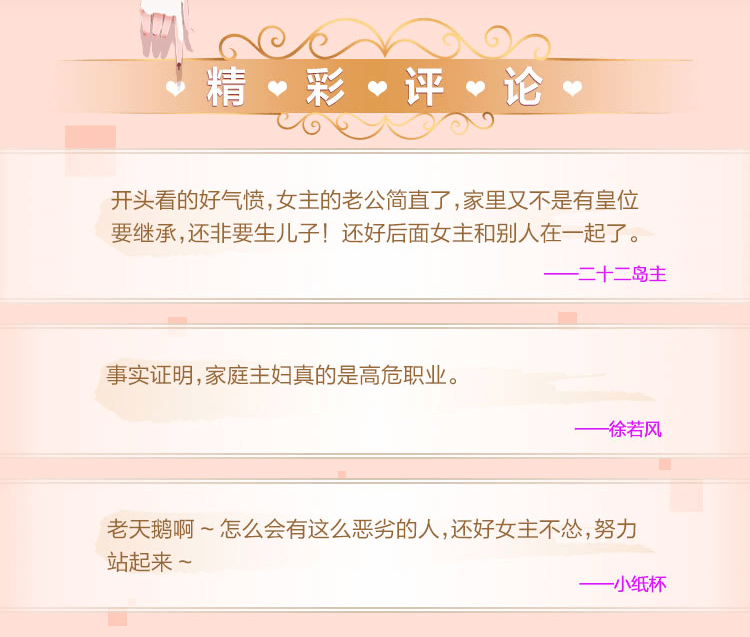 精彩评论
开头看的好气愤,女主的老公简直了,家里又不是有皇位
要继承,还非要生儿子！还好后面女主和别人在一起了。
——二十二岛主
事实证明,家庭主妇真的是高危职业。
——徐若风
老天鹅啊～怎么会有这么恶劣的人,还好女主不怂,努力
站起来～
——小纸杯